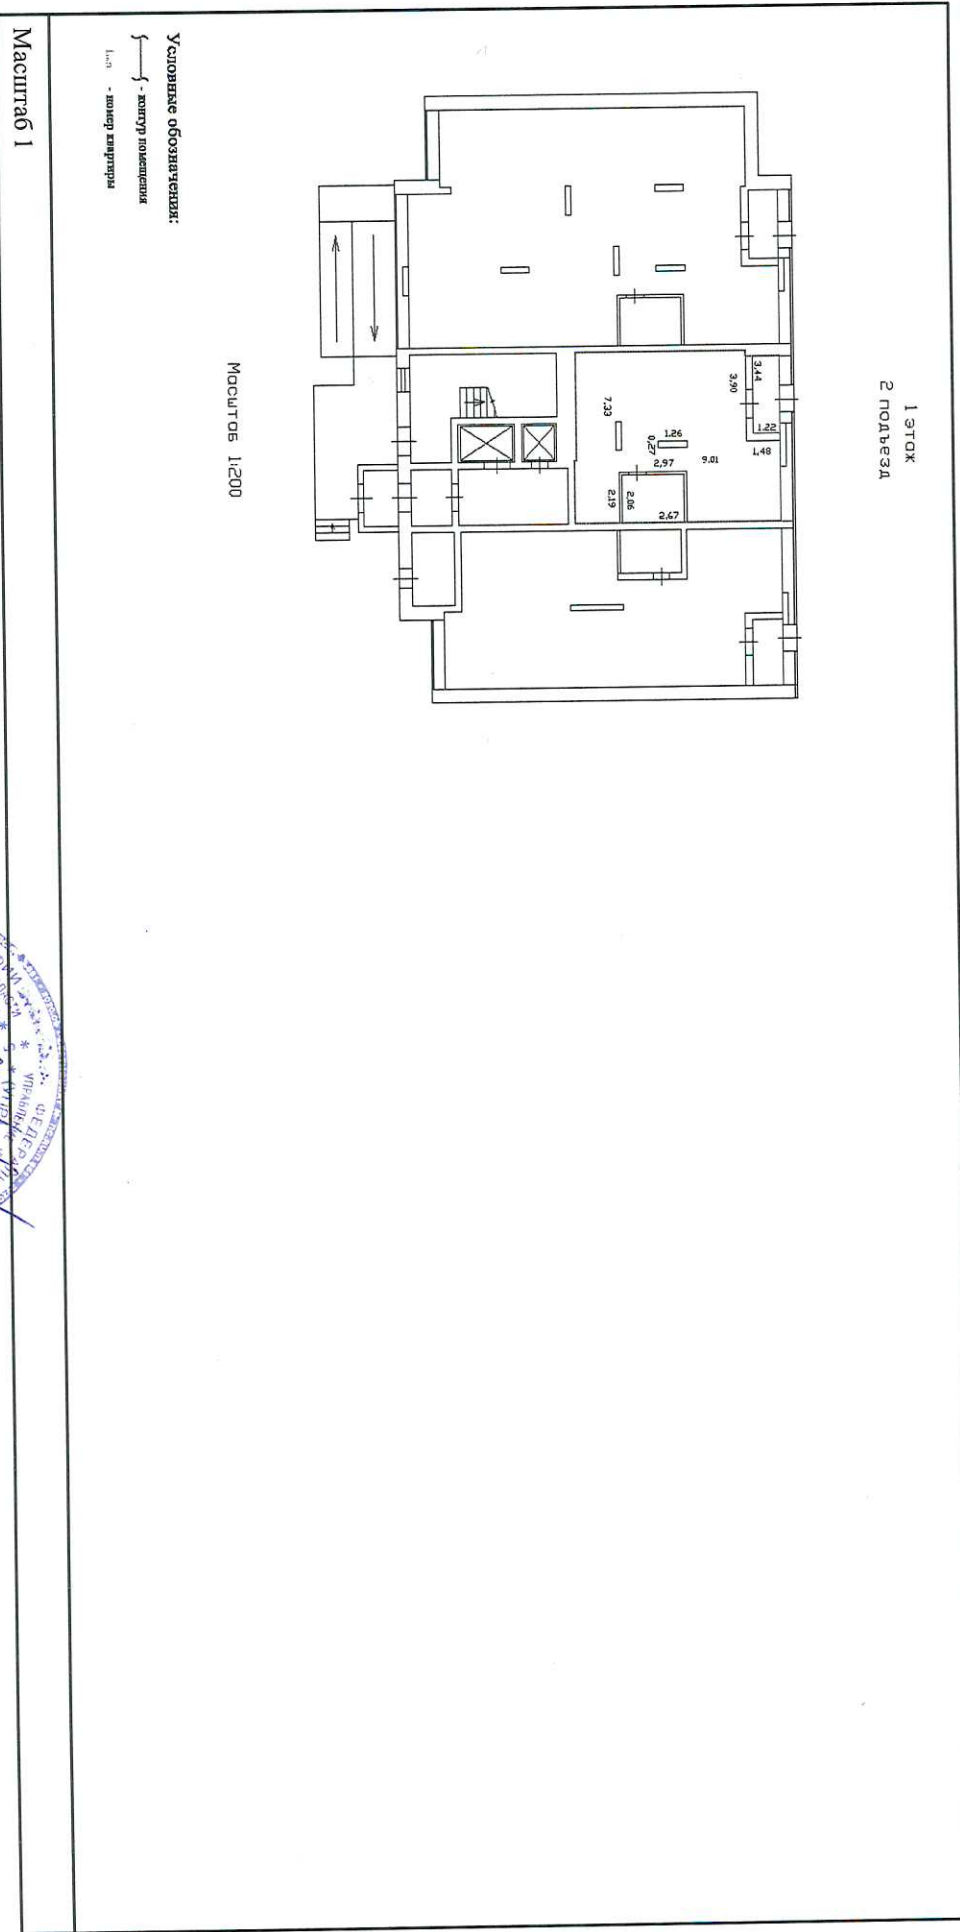 1 этаж
2 подъезд
3.44
3.90
1.22
1.48
7.33
1.26
0.27
9.01
2.97
2.19
2.06
2.67
Масштаб 1:200
Условные обозначения:
- контур помещения
- номер квартиры
Масштаб 1
УПРАВЛЕНИЕ ФЕДЕРА